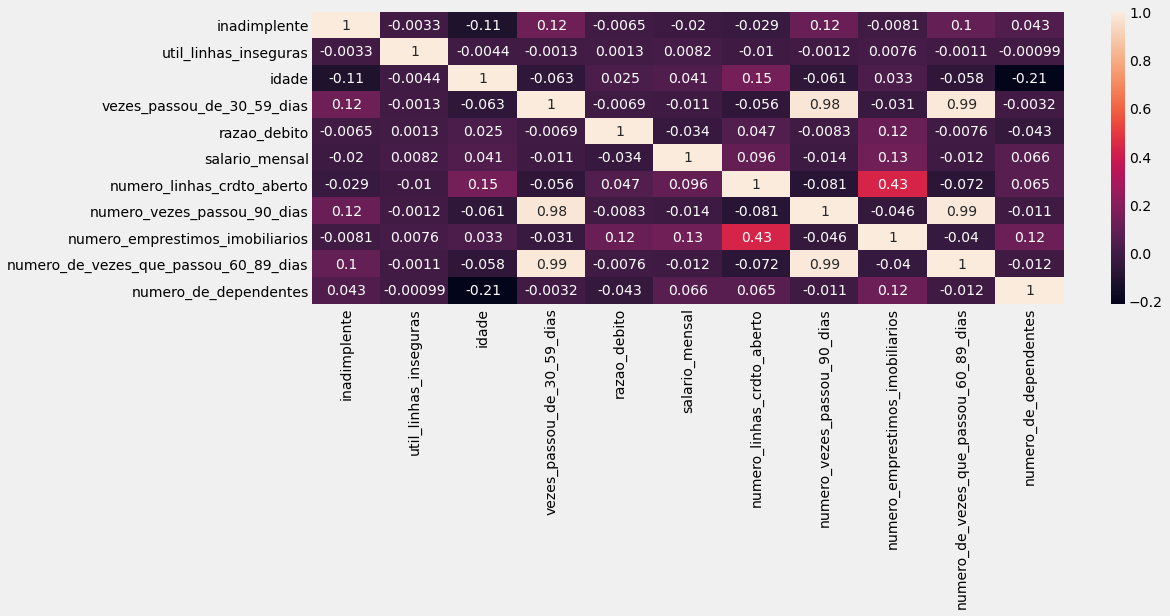 inadimplente 1 -0.0033 -0.11 0.12 -0.0065 -0.02 -0.029 0.12 -0.0081 0.1 0.043
util_linhas_inseguras -0.0033 1 -0.0044 -0.0013 0.0013 0.0082 -0.01 -0.0012 0.0076 -0.0011 -0.00099
idade -0.11 -0.0044 1 -0.063 0.025 0.041 0.15 -0.061 0.033 -0.058 -0.21
vezes_passou_de_30_59_dias 0.12 -0.0013 -0.063 1 -0.0069 -0.011 -0.056 0.98 -0.031 0.99 -0.0032
razao_debito -0.0065 0.0013 0.025 -0.0069 1 -0.034 0.047 -0.0083 0.12 -0.0076 -0.043
salario_mensal -0.02 0.0082 0.041 -0.011 -0.034 1 0.096 -0.014 0.13 -0.012 0.066
numero_linhas_crdto_aberto -0.029 -0.01 0.15 -0.056 0.047 0.096 1 -0.081 0.43 -0.072 0.065
numero_vezes_passou_90_dias 0.12 -0.0012 -0.061 0.98 -0.0083 -0.014 -0.081 1 -0.046 0.99 -0.011
numero_emprestimos_imobiliarios -0.0081 0.0076 0.033 -0.031 0.12 0.13 0.43 -0.046 1 -0.04 0.12
numero_de_vezes_que_passou_60_89_dias 0.1 -0.0011 -0.058 0.99 -0.0076 -0.012 -0.072 0.99 -0.04 1 -0.012
numero_de_dependentes 0.043 -0.00099 -0.21 -0.0032 -0.043 0.066 0.065 -0.011 0.12 -0.012 1
inadimplente
util_linhas_inseguras
idade
vezes_passou_de_30_59_dias
razao_debito
salario_mensal
numero_linhas_crdto_aberto
numero_vezes_passou_90_dias
numero_emprestimos_imobiliarios
numero_de_vezes_que_passou_60_89_dias
numero_de_dependentes
1.0
0.8
0.6
0.4
0.2
0.0
−0.2